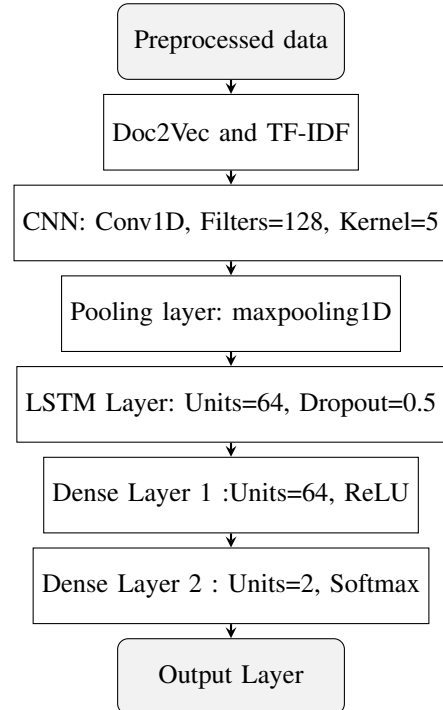 Preprocessed data
Doc2Vec and TF-IDF
CNN: Conv1D, Filters=128, Kernel=5
Pooling layer: maxpooling1D
LSTM Layer: Units=64, Dropout=0.5
Dense Layer 1 :Units=64, ReLU
Dense Layer 2 : Units=2, Softmax
Output Layer